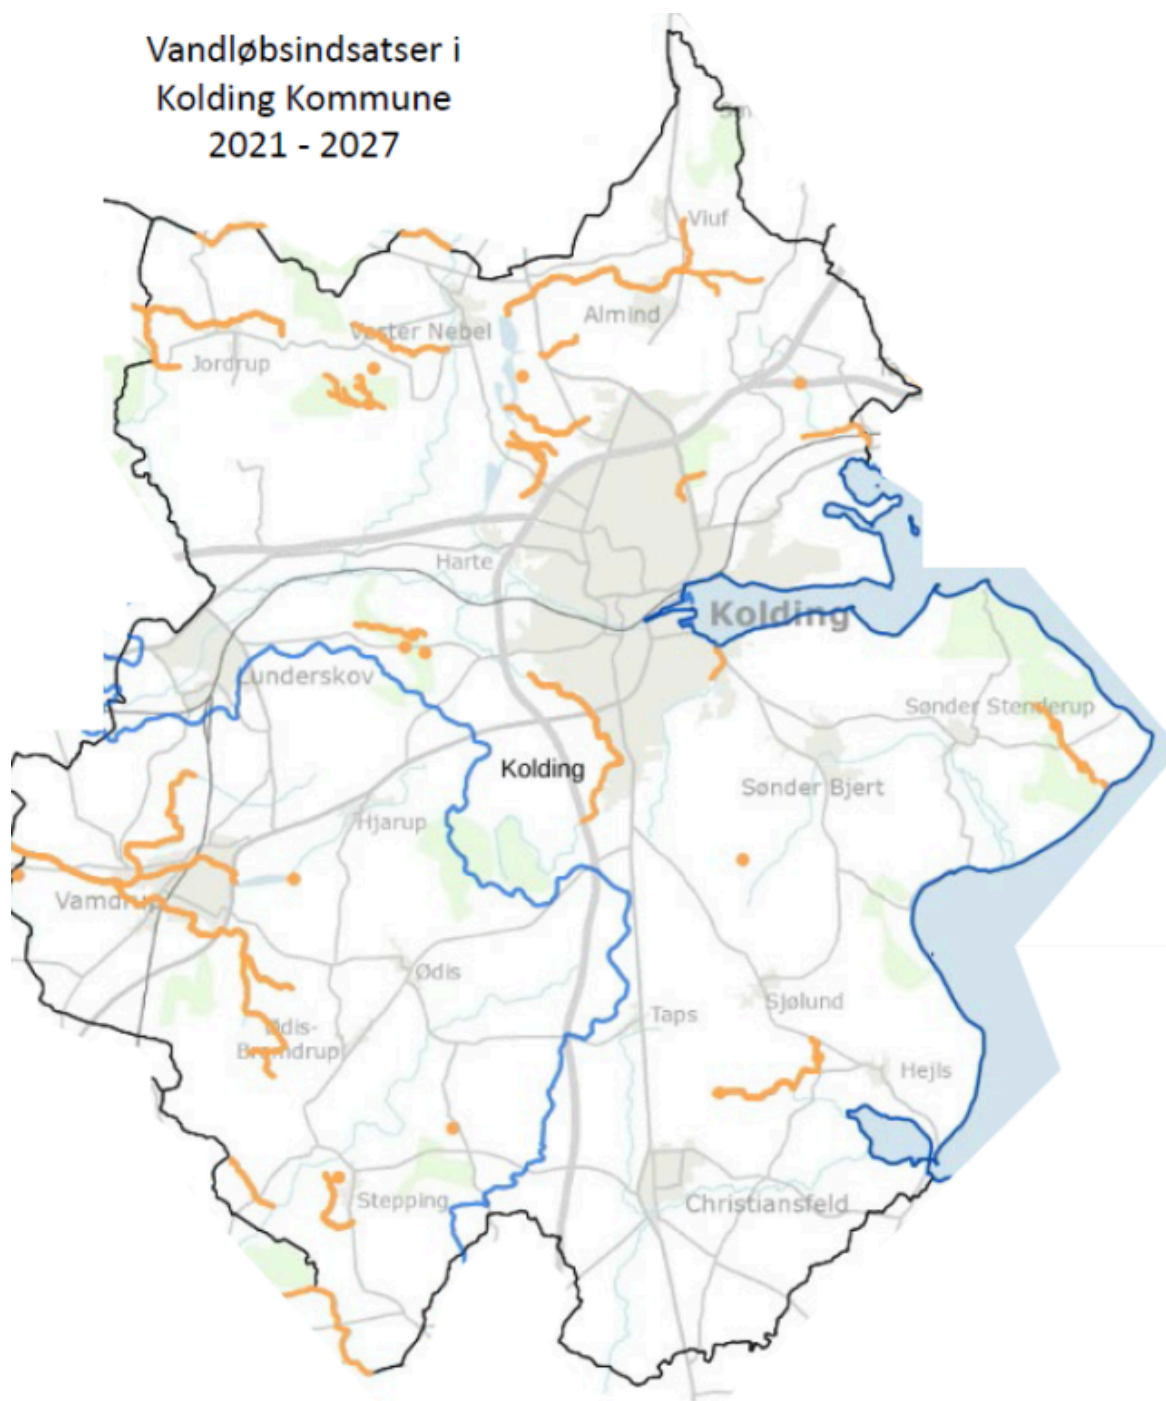 Vandløbsindsatser i
Kolding Kommune
2021 - 2027
Viuf
Almind
Vester Nebel
Jordrup
Harte
Kolding
Lunderskov
Sønder Stenderup
Kolding
Sønder Bjert
Hjarup
Vamdrup
Ødis
Sjølund
Taps
Ødis-
Bramdrup
Hejls
Stepping
Christiansfeld